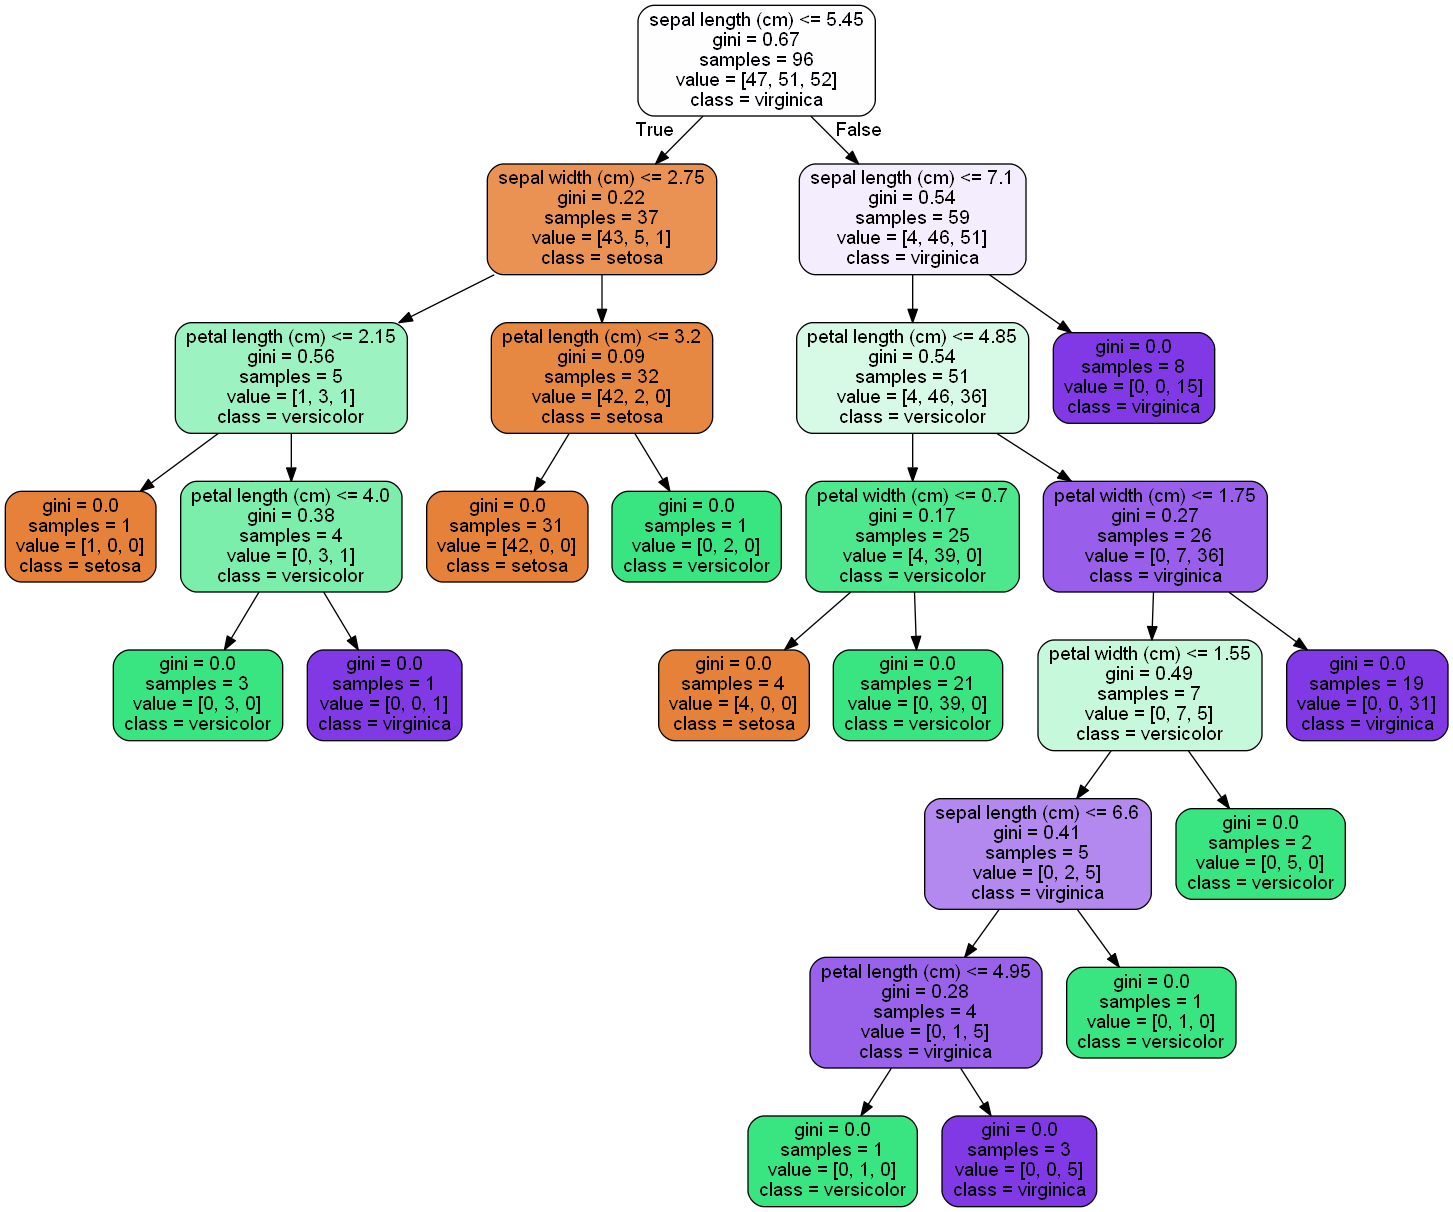 sepal length (cm) <= 5.45
gini = 0.67
samples = 96
value = [47, 51, 52]
class = virginica
True
False
sepal width (cm) <= 2.75
gini = 0.22
samples = 37
value = [43, 5, 1]
class = setosa
sepal length (cm) <= 7.1
gini = 0.54
samples = 59
value = [4, 46, 51]
class = virginica
petal length (cm) <= 2.15
gini = 0.56
samples = 5
value = [1, 3, 1]
class = versicolor
petal length (cm) <= 3.2
gini = 0.09
samples = 32
value = [42, 2, 0]
class = setosa
petal length (cm) <= 4.85
gini = 0.54
samples = 51
value = [4, 46, 36]
class = versicolor
gini = 0.0
samples = 8
value = [0, 0, 15]
class = virginica
gini = 0.0
samples = 1
value = [1, 0, 0]
class = setosa
petal length (cm) <= 4.0
gini = 0.38
samples = 4
value = [0, 3, 1]
class = versicolor
gini = 0.0
samples = 31
value = [42, 0, 0]
class = setosa
gini = 0.0
samples = 1
value = [0, 2, 0]
class = versicolor
petal width (cm) <= 0.7
gini = 0.17
samples = 25
value = [4, 39, 0]
class = versicolor
petal width (cm) <= 1.75
gini = 0.27
samples = 26
value = [0, 7, 36]
class = virginica
gini = 0.0
samples = 3
value = [0, 3, 0]
class = versicolor
gini = 0.0
samples = 1
value = [0, 0, 1]
class = virginica
gini = 0.0
samples = 4
value = [4, 0, 0]
class = setosa
gini = 0.0
samples = 21
value = [0, 39, 0]
class = versicolor
petal width (cm) <= 1.55
gini = 0.49
samples = 7
value = [0, 7, 5]
class = versicolor
gini = 0.0
samples = 19
value = [0, 0, 31]
class = virginica
sepal length (cm) <= 6.6
gini = 0.41
samples = 5
value = [0, 2, 5]
class = virginica
gini = 0.0
samples = 2
value = [0, 5, 0]
class = versicolor
petal length (cm) <= 4.95
gini = 0.28
samples = 4
value = [0, 1, 5]
class = virginica
gini = 0.0
samples = 1
value = [0, 1, 0]
class = versicolor
gini = 0.0
samples = 1
value = [0, 1, 0]
class = versicolor
gini = 0.0
samples = 3
value = [0, 0, 5]
class = virginica